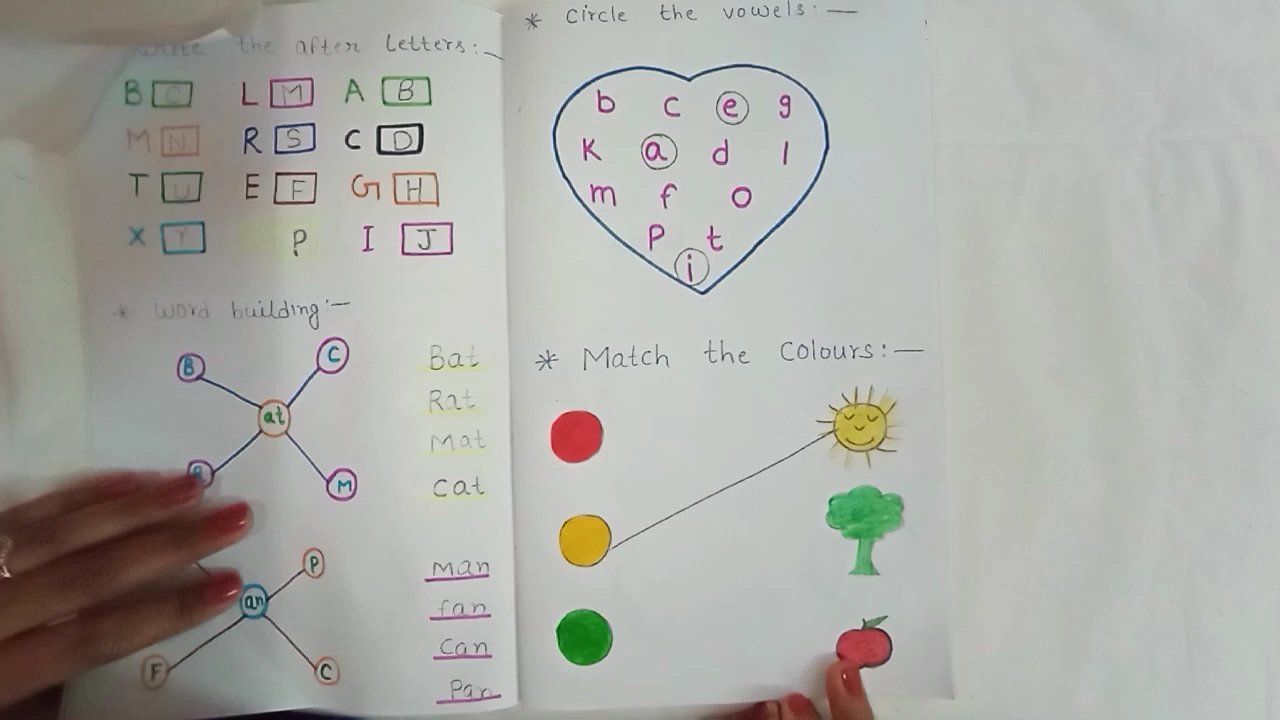 the after letters:-
B C L M A B
M N R S C D
T U E F G H
X Y P I J
* word building:-
B C
at
R M
Bat
Rat
Mat
cat
P
an
F C
man
fan
can
Pan
* circle the vowels:-
b c e g
k a d l
m f o
p t
i
* Match the Colours:-